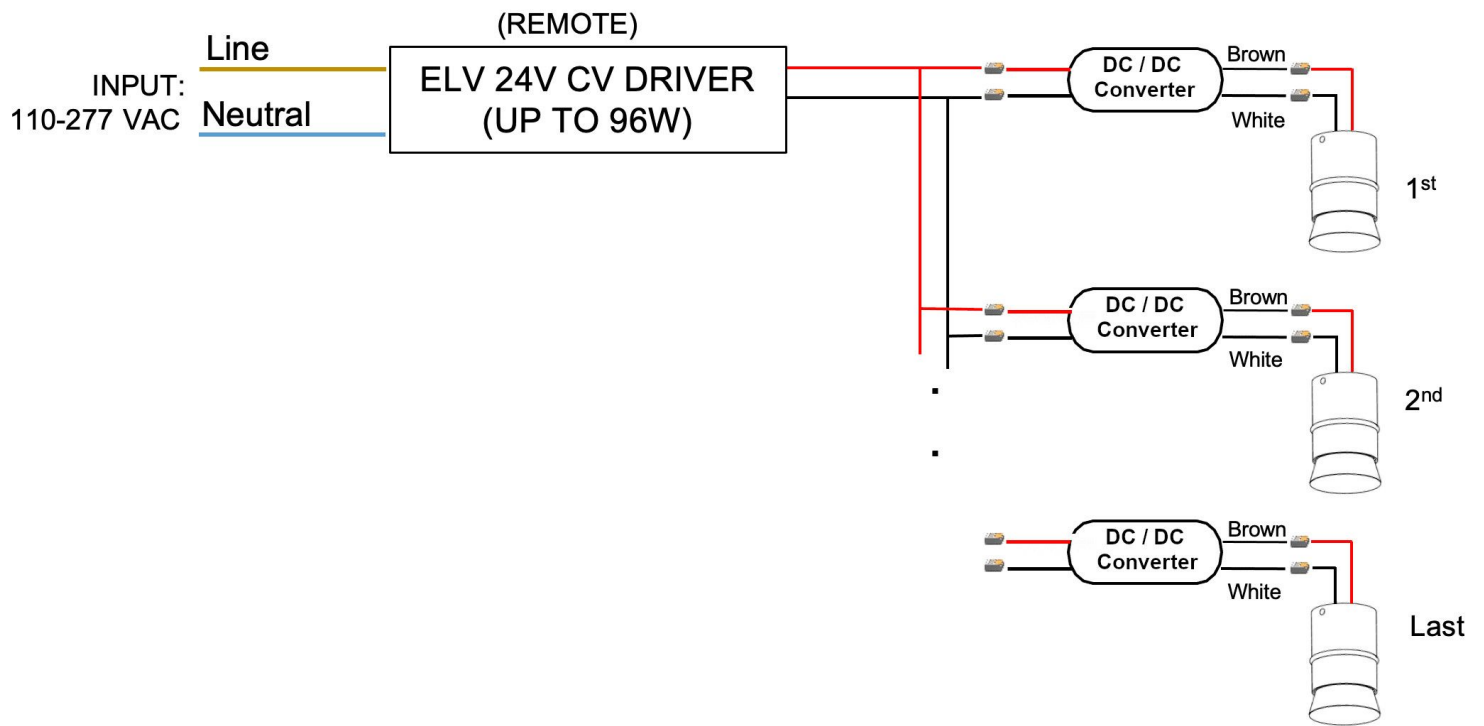 (REMOTE)
Line
INPUT:
110-277 VAC
Neutral
ELV 24V CV DRIVER
(UP TO 96W)
DC / DC
Converter
Brown
White
1st
DC / DC
Converter
Brown
White
2nd
DC / DC
Converter
Brown
White
Last